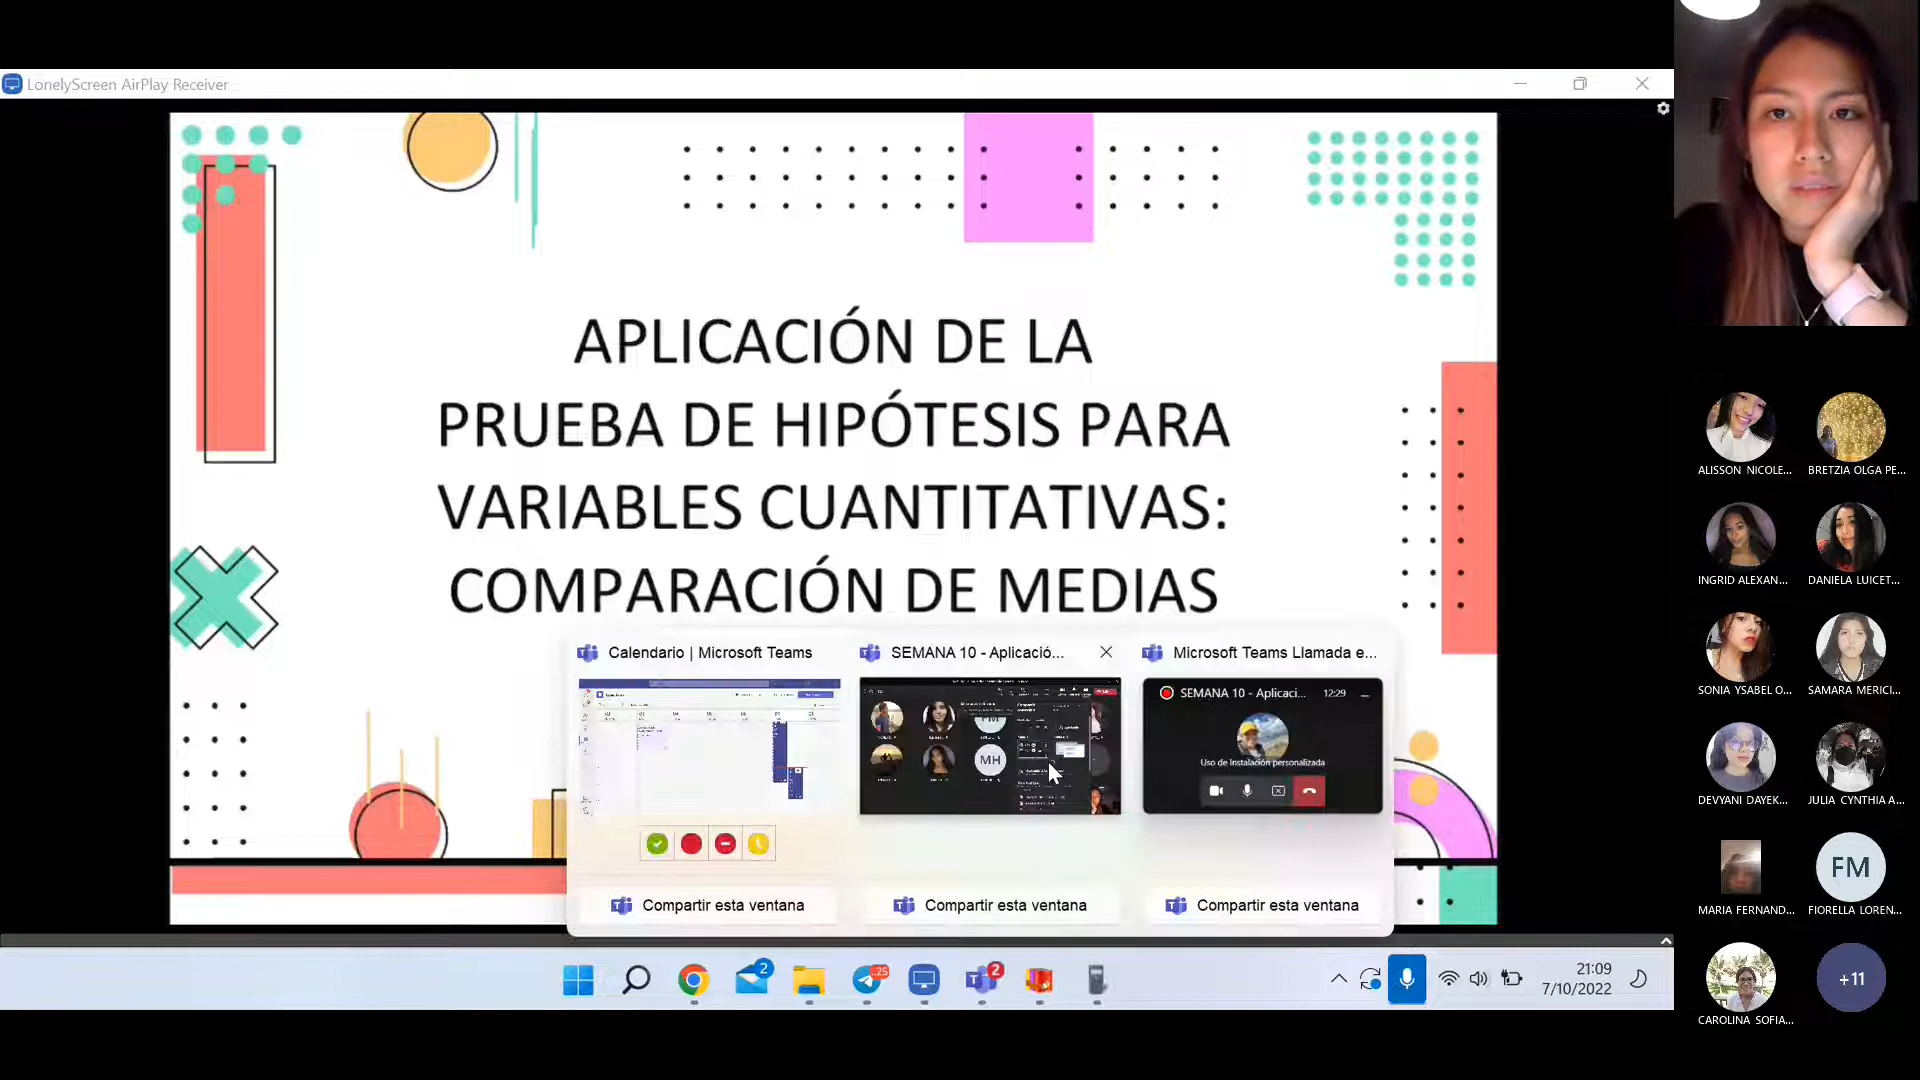 LonelyScreen AirPlay Receiver
APLICACIÓN DE LA
PRUEBA DE HIPÓTESIS PARA
VARIABLES CUANTITATIVAS:
COMPARACIÓN DE MEDIAS
Calendario | Microsoft Teams
SEMANA 10 - Aplicació...
Microsoft Teams Llamada e...
MH
SEMANA 10 - Aplicaci...
12:29
Uso de Instalación personalizada
Compartir esta ventana
Compartir esta ventana
Compartir esta ventana
2
25
2
21:09
7/10/2022
ALISSON NICOLE...
BRETZIA OLGA PE...
INGRID ALEXAN...
DANIELA LUICET...
SONIA YSABEL O...
SAMARA MERICI...
DEVYANI DAYEK...
JULIA CYNTHIA A...
FM
MARIA FERNAND...
FIORELLA LOREN...
+11
CAROLINA SOFIA...